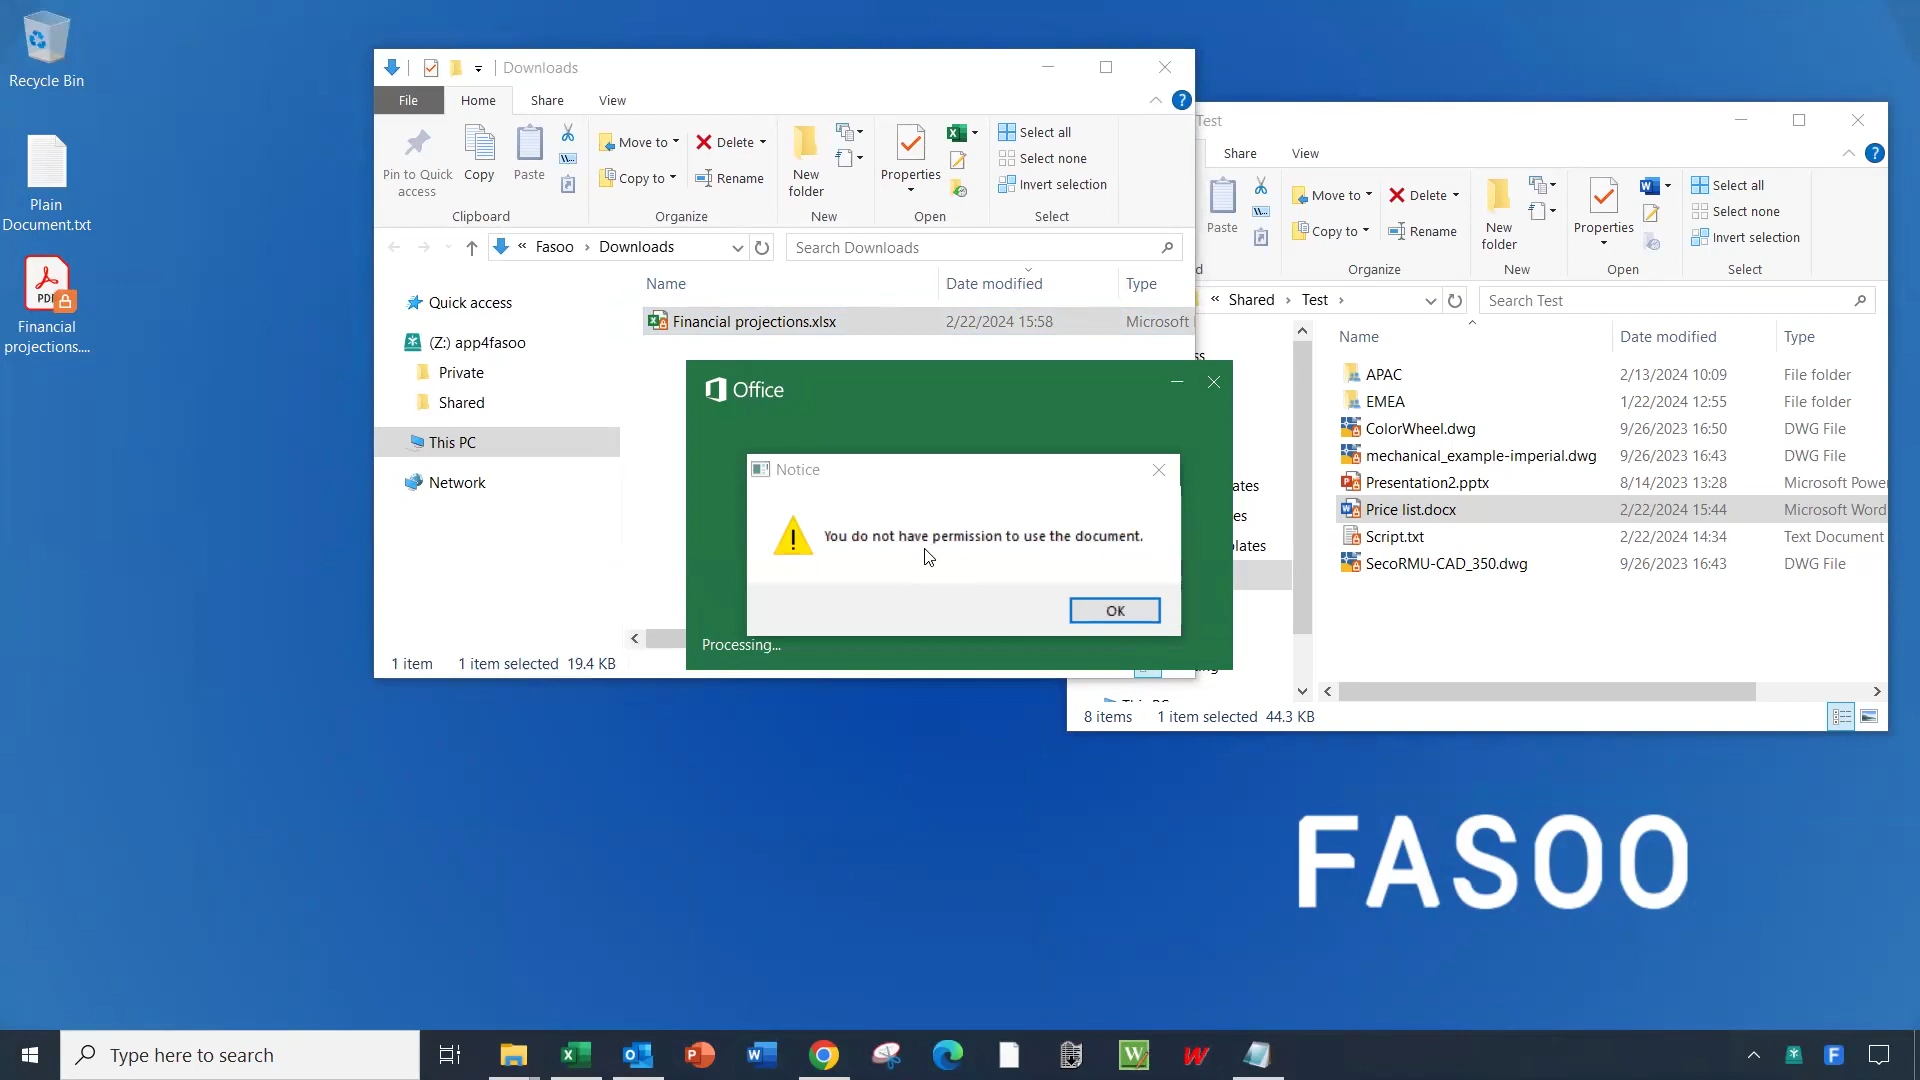 Recycle Bin
Plain
Document.txt
PDF
Financial
projections....
Downloads
File
Home
Share
View
Pin to Quick
access
Copy
Paste
Move to
Copy to
Delete
Rename
New
folder
Properties
Select all
Select none
Invert selection
Clipboard
Organize
New
Open
Select
« Fasoo › Downloads
Search Downloads
Name
Date modified
Type
Quick access
(Z:) app4fasoo
Private
Shared
This PC
Network
Financial projections.xlsx
2/22/2024 15:58
Microsoft
1 item
1 item selected 19.4 KB
Office
Notice
You do not have permission to use the document.
OK
Processing...
Test
Share
View
Paste
Move to
Copy to
Delete
Rename
New
folder
Properties
Select all
Select none
Invert selection
Organize
New
Open
Select
« Shared › Test ›
Search Test
Name
Date modified
Type
APAC 2/13/2024 10:09 File folder
EMEA 1/22/2024 12:55 File folder
ColorWheel.dwg 9/26/2023 16:50 DWG File
mechanical_example-imperial.dwg 9/26/2023 16:43 DWG File
Presentation2.pptx 8/14/2023 13:28 Microsoft Power
Price list.docx 2/22/2024 15:44 Microsoft Word
Script.txt 2/22/2024 14:34 Text Document
SecoRMU-CAD_350.dwg 9/26/2023 16:43 DWG File
8 items
1 item selected 44.3 KB
FASOO
Type here to search